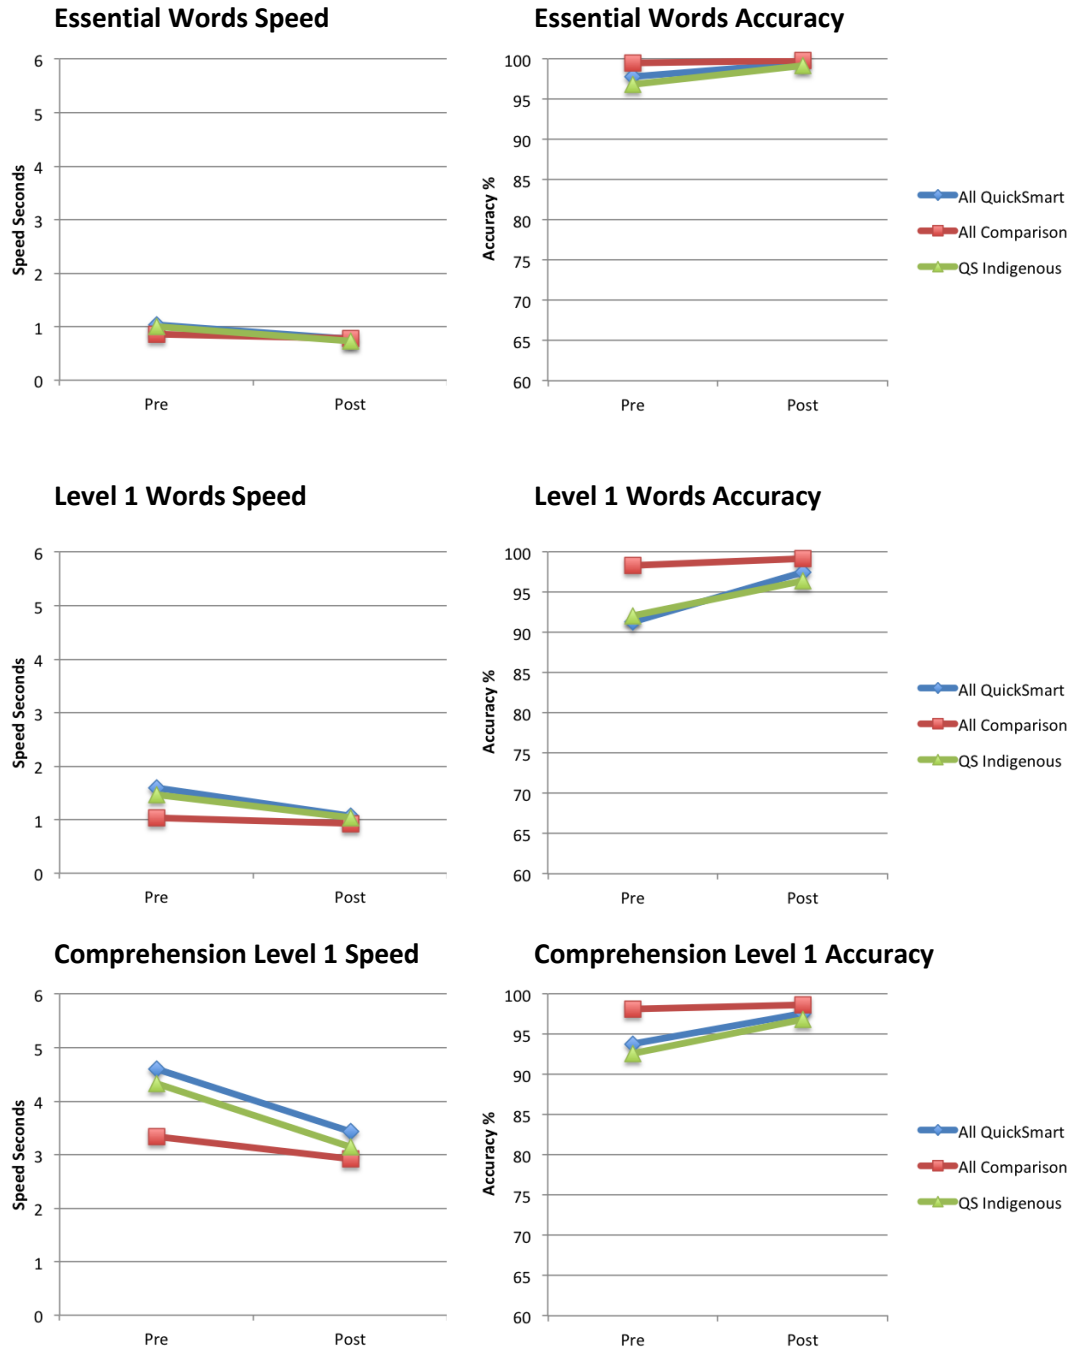 Essential Words Speed
6
5
4
3
2
1
0
Speed Seconds
Pre
Post
Essential Words Accuracy
100
95
90
85
80
75
70
65
60
Accuracy %
Pre
Post
All QuickSmart
All Comparison
QS Indigenous
Level 1 Words Speed
6
5
4
3
2
1
0
Speed Seconds
Pre
Post
Level 1 Words Accuracy
100
95
90
85
80
75
70
65
60
Accuracy %
Pre
Post
All QuickSmart
All Comparison
QS Indigenous
Comprehension Level 1 Speed
6
5
4
3
2
1
0
Speed Seconds
Pre
Post
Comprehension Level 1 Accuracy
100
95
90
85
80
75
70
65
60
Accuracy %
Pre
Post
All QuickSmart
All Comparison
QS Indigenous